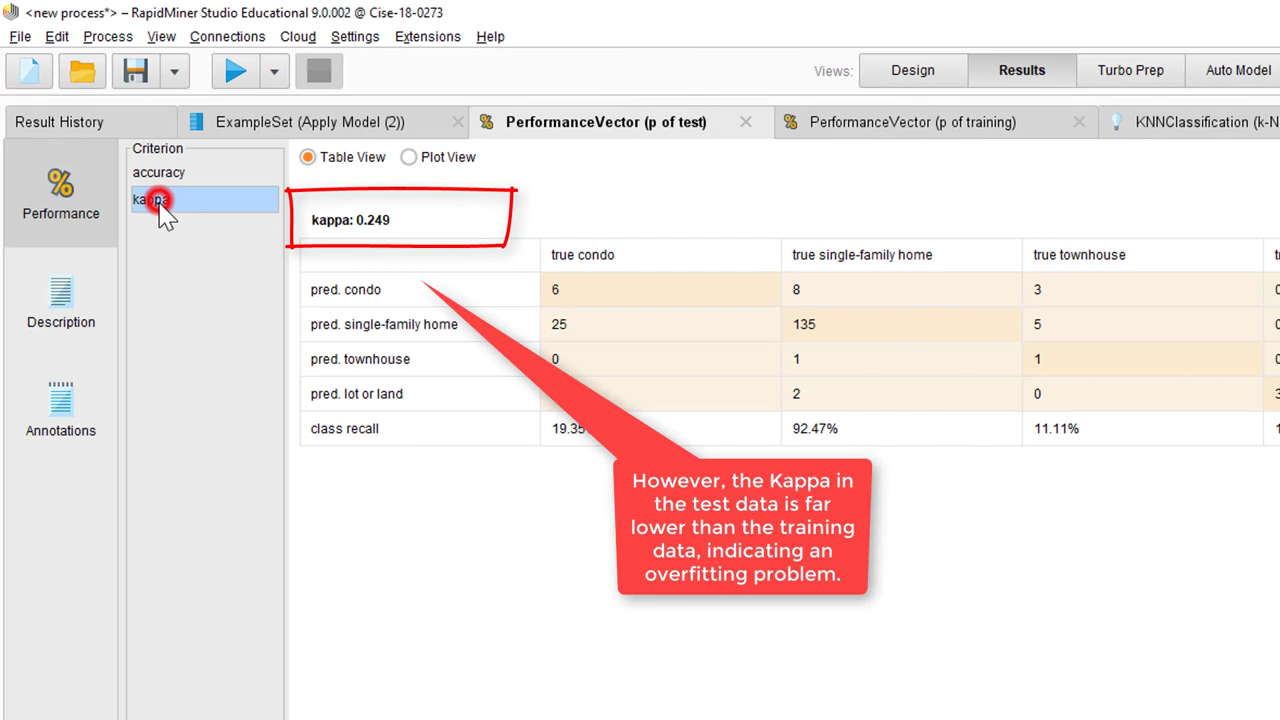 <new process*> – RapidMiner Studio Educational 9.0.002 @ Cise-18-0273
File Edit Process View Connections Cloud Settings Extensions Help
Views: Design Results Turbo Prep Auto Model
Result History ExampleSet (Apply Model (2)) PerformanceVector (p of test) PerformanceVector (p of training) KNNClassification (k-N
Criterion
accuracy
kappa
% Performance
Description
Annotations
Table View Plot View
kappa: 0.249
true condo true single-family home true townhouse
pred. condo 6 8 3
pred. single-family home 25 135 5
pred. townhouse 0 1 1
pred. lot or land 2 0 3
class recall 19.35 92.47% 11.11% 1
However, the Kappa in
the test data is far
lower than the training
data, indicating an
overfitting problem.